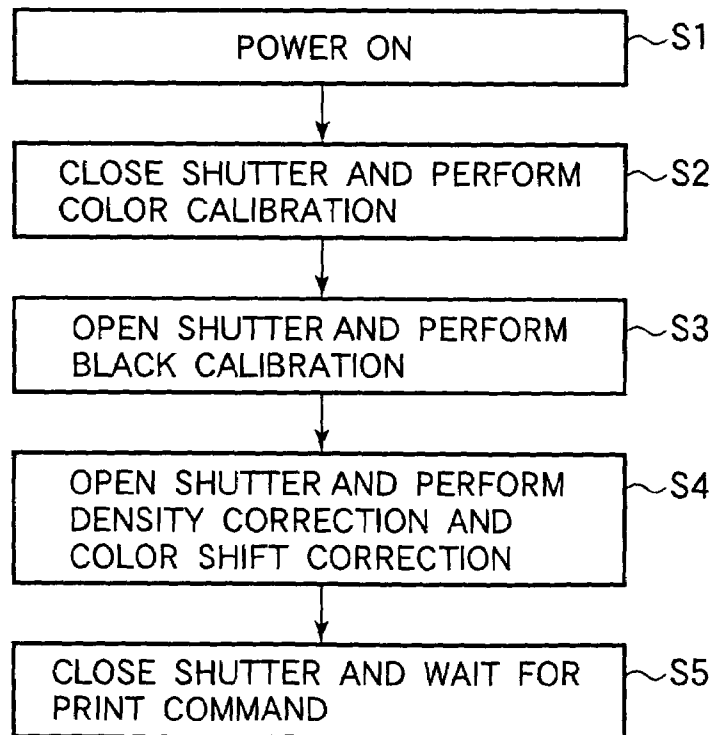 POWER ON
S1
CLOSE SHUTTER AND PERFORM
COLOR CALIBRATION
S2
OPEN SHUTTER AND PERFORM
BLACK CALIBRATION
S3
OPEN SHUTTER AND PERFORM
DENSITY CORRECTION AND
COLOR SHIFT CORRECTION
S4
CLOSE SHUTTER AND WAIT FOR
PRINT COMMAND
S5